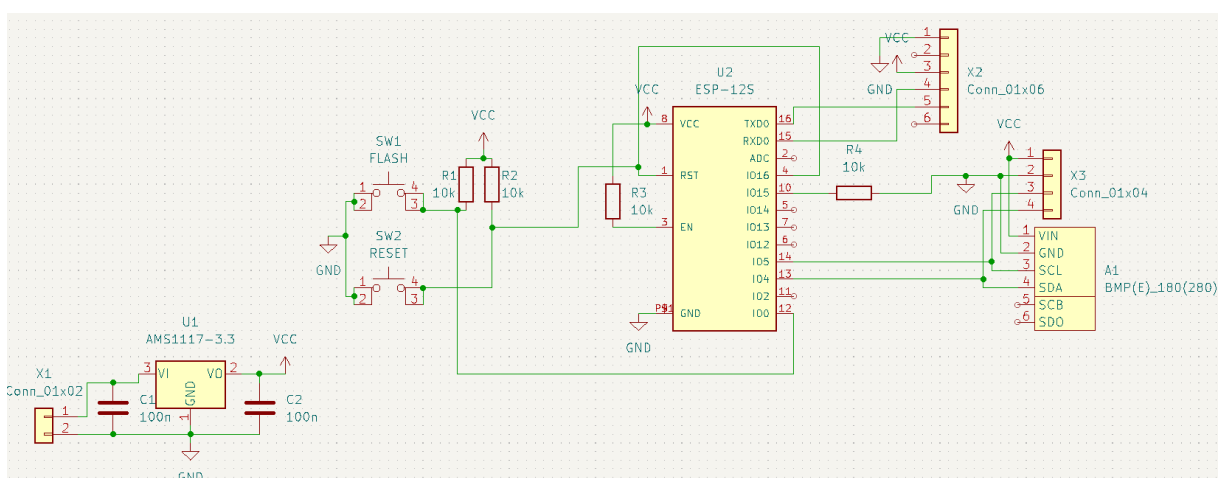 VCC
1
2
3
4
5
6
X2
Conn_01x06
GND
U2
ESP-12S
VCC
8
VCC
TXD0
16
RXD0
15
ADC
2
1
RST
IO16
4
IO15
10
IO14
5
3
EN
IO13
7
IO12
6
IO5
14
IO4
13
IO2
11
GND
IO0
12
GND
R4
10k
VCC
1
2
3
4
X3
Conn_01x04
GND
1
VIN
2
GND
3
SCL
4
SDA
5
SCB
6
SDO
A1
BMP(E)_180(280)
VCC
SW1
FLASH
1
2
4
3
R1
10k
R2
10k
R3
10k
SW2
RESET
1
2
4
3
GND
U1
AMS1117-3.3
VCC
3
VI
VO
2
GND
1
X1
Conn_01x02
1
2
C1
100n
C2
100n
GND